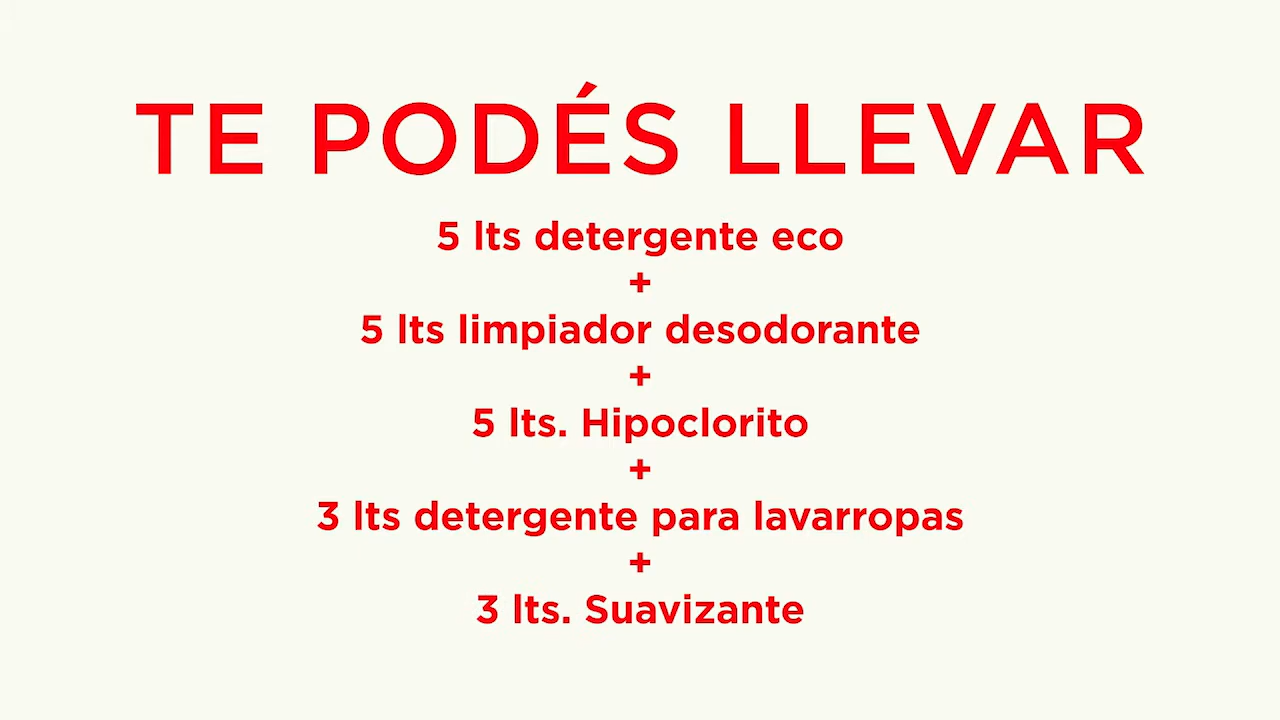 TE PODÉS LLEVAR
5 lts detergente eco
+
5 lts limpiador desodorante
+
5 lts. Hipoclorito
+
3 lts detergente para lavarropas
+
3 lts. Suavizante